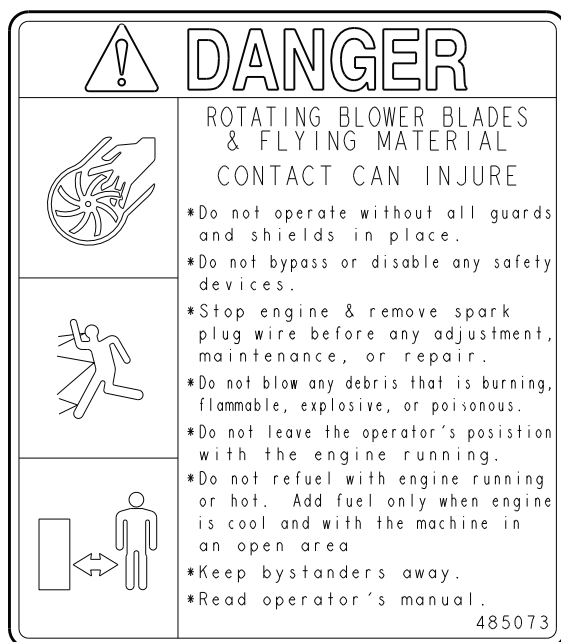 DANGER
ROTATING BLOWER BLADES
& FLYING MATERIAL
CONTACT CAN INJURE
*Do not operate without all guards
and shields in place.
*Do not bypass or disable any safety
devices.
*Stop engine & remove spark
plug wire before any adjustment,
maintenance, or repair.
*Do not blow any debris that is burning,
flammable, explosive, or poisonous.
*Do not leave the operator's posistion
with the engine running.
*Do not refuel with engine running
or hot. Add fuel only when engine
is cool and with the machine in
an open area
*Keep bystanders away.
*Read operator's manual.
485073